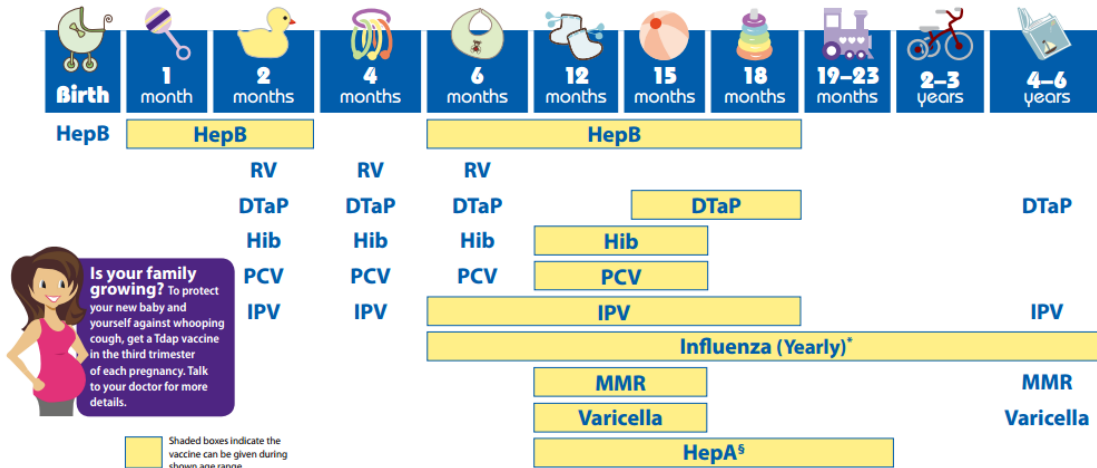 Birth
1
month
2
months
4
months
6
months
12
months
15
months
18
months
19–23
months
2–3
years
4–6
years
HepB HepB HepB
RV RV RV
DTaP DTaP DTaP DTaP DTaP
Hib Hib Hib Hib
PCV PCV PCV PCV
IPV IPV IPV IPV
Influenza (Yearly)*
MMR MMR
Varicella Varicella
HepA§
Is your family
growing? To protect
your new baby and
yourself against whooping
cough, get a Tdap vaccine
in the third trimester
of each pregnancy. Talk
to your doctor for more
details.
Shaded boxes indicate the
vaccine can be given during
shown age range.